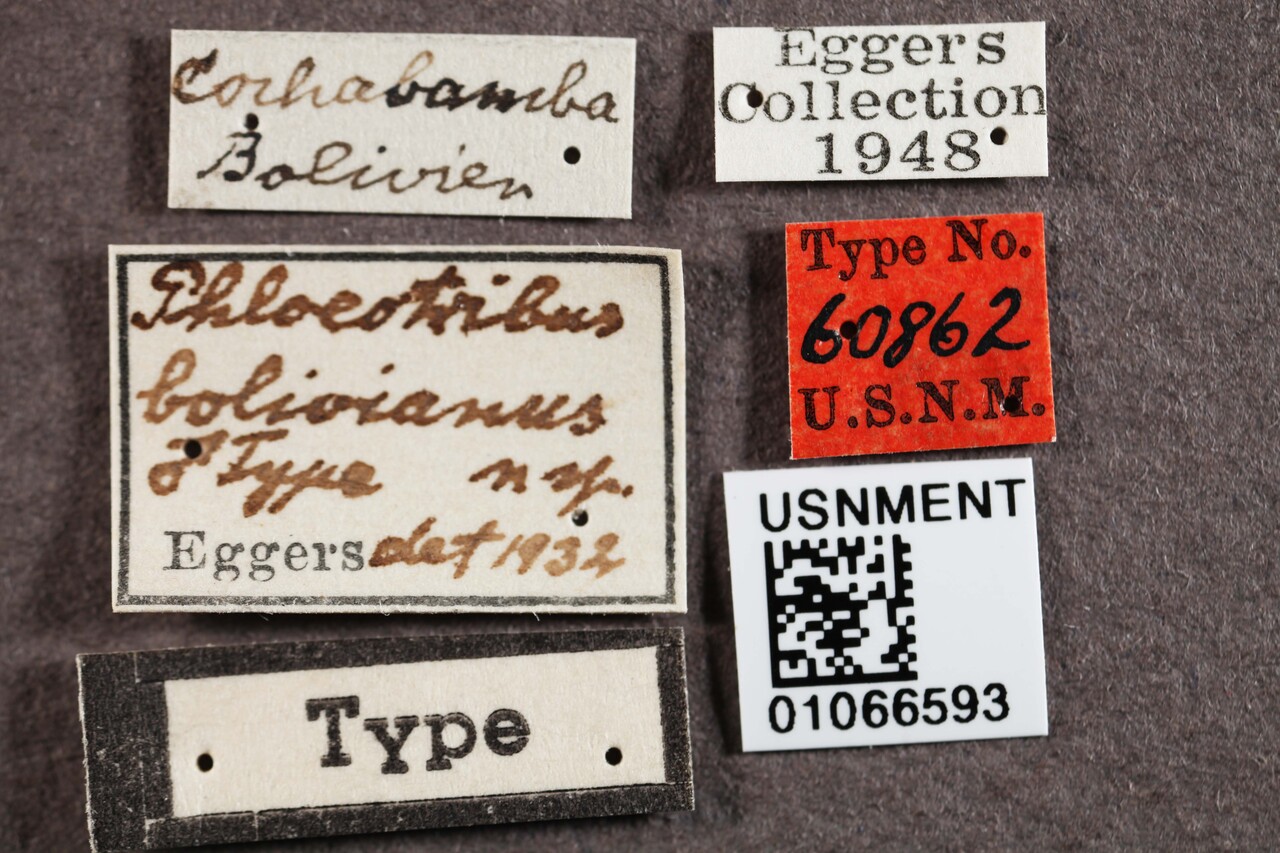 Cochabamba
Bolivien
Eggers
Collection
1948
Phloeotribus
bolivianus
♂ Type n sp.
Eggers det 1932
Type No.
60862
U.S.N.M.
Type
USNMENT
01066593